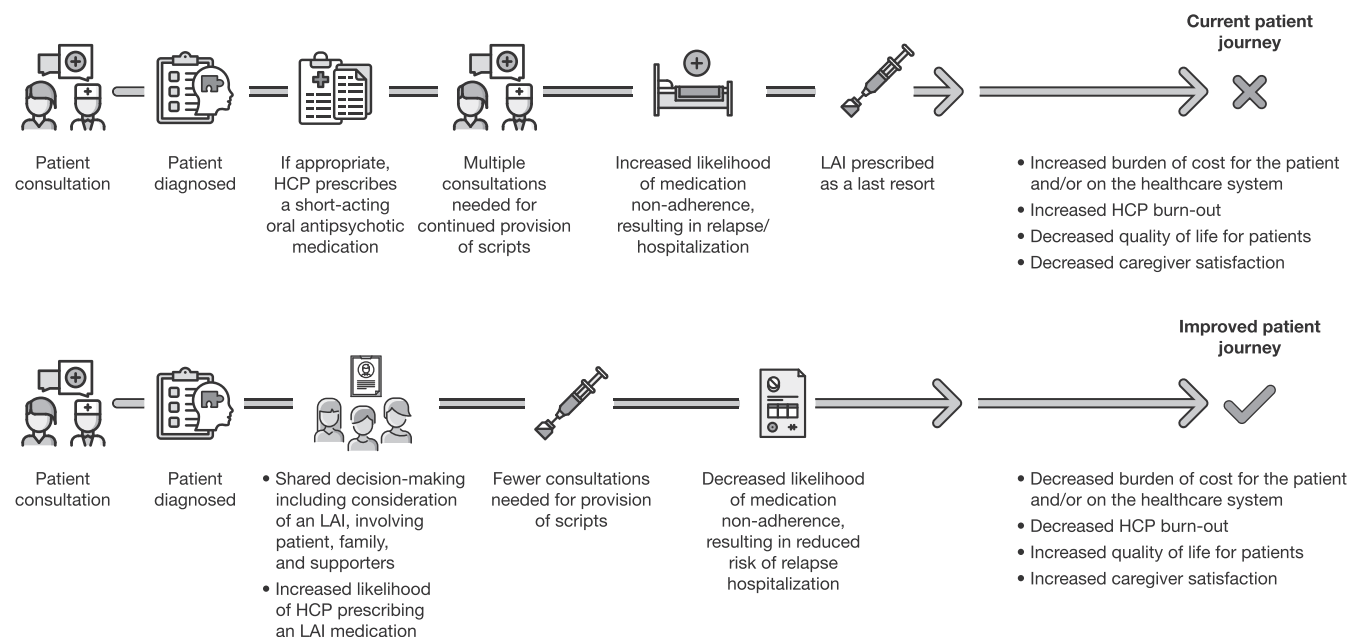 Current patient
journey
Patient
consultation
Patient
diagnosed
If appropriate,
HCP prescribes
a short-acting
oral antipsychotic
medication
Multiple
consultations
needed for
continued provision
of scripts
Increased likelihood
of medication
non-adherence,
resulting in relapse/
hospitalization
LAI prescribed
as a last resort
• Increased burden of cost for the patient
and/or on the healthcare system
• Increased HCP burn-out
• Decreased quality of life for patients
• Decreased caregiver satisfaction
Improved patient
journey
Patient
consultation
Patient
diagnosed
• Shared decision-making
including consideration
of an LAI, involving
patient, family,
and supporters
• Increased likelihood
of HCP prescribing
an LAI medication
Fewer consultations
needed for provision
of scripts
Decreased likelihood
of medication
non-adherence,
resulting in reduced
risk of relapse
hospitalization
• Decreased burden of cost for the patient
and/or on the healthcare system
• Decreased HCP burn-out
• Increased quality of life for patients
• Increased caregiver satisfaction